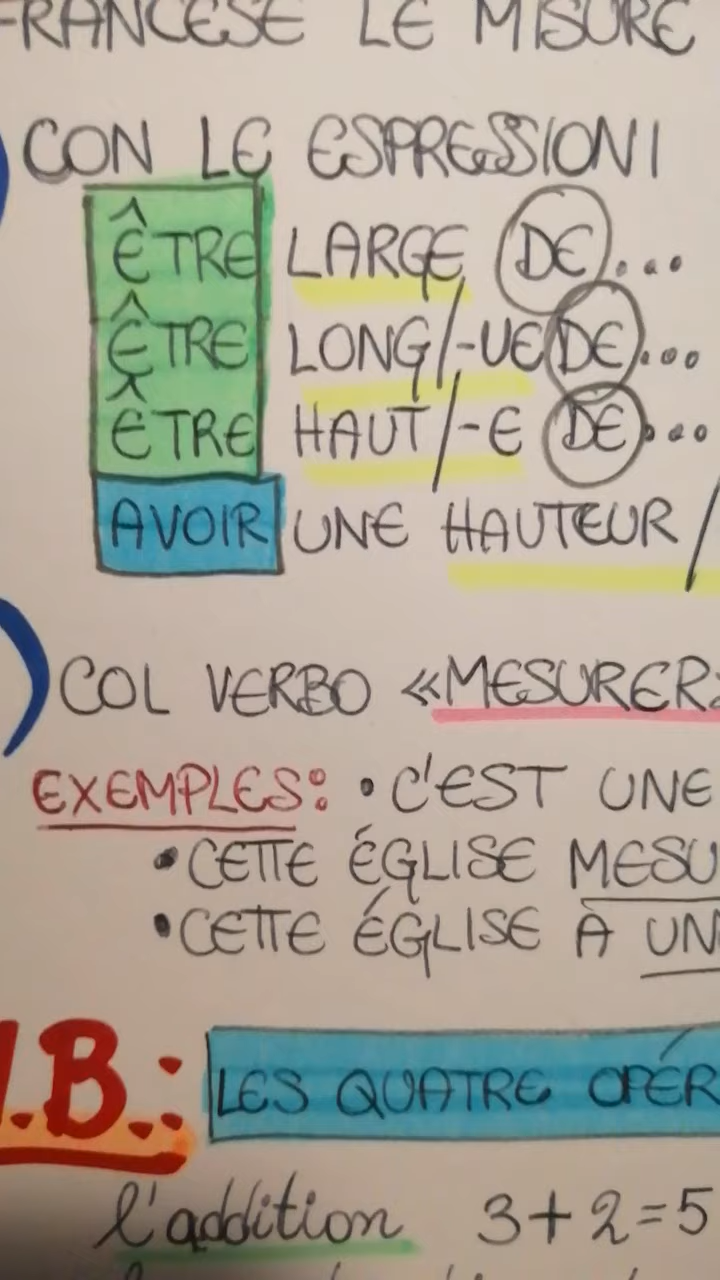 FRANCESE LE MISURE
CON LE ESPRESSIONI
ÊTRE LARGE DE...
ÊTRE LONG/-UE DE...
ÊTRE HAUT/-E DE...
AVOIR UNE HAUTEUR /
COL VERBO «MESURER»
EXEMPLES: • C'EST UNE
• CETTE ÉGLISE MESU
• CETTE ÉGLISE A UN
.B.: LES QUATRE OPÉR
l'addition 3+2=5